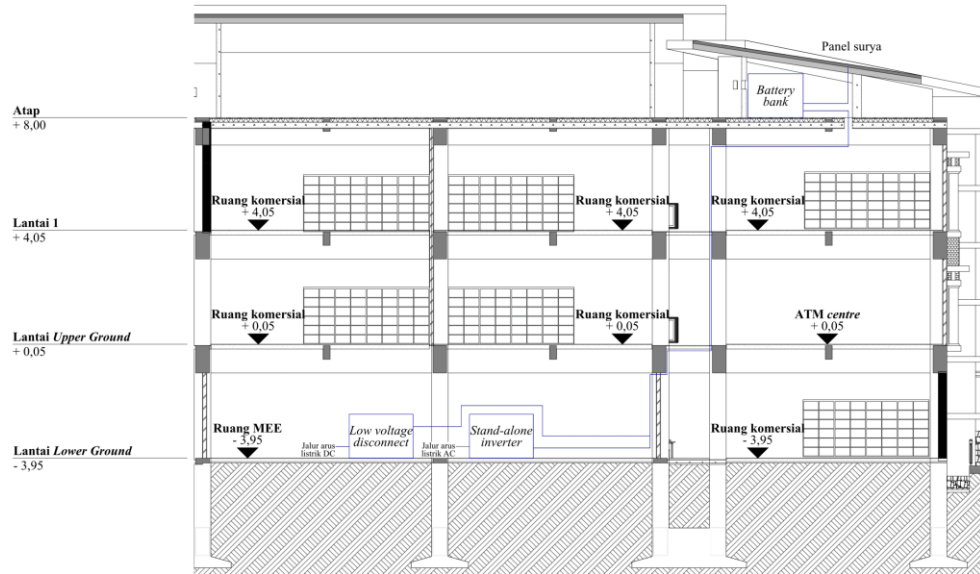 Panel surya
Battery
bank
Atap
+ 8,00
Ruang komersial
+ 4,05
Ruang komersial
+ 4,05
Ruang komersial
+ 4,05
Lantai 1
+ 4,05
Ruang komersial
+ 0,05
Ruang komersial
+ 0,05
ATM centre
+ 0,05
Lantai Upper Ground
+ 0,05
Ruang MEE
- 3,95
Jalur arus
listrik DC
Low voltage
disconnect
Jalur arus
listrik AC
Stand-alone
inverter
Ruang komersial
- 3,95
Lantai Lower Ground
- 3,95